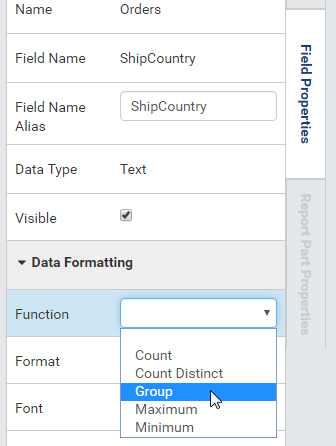 Name Orders
Field Name ShipCountry
Field Name
Alias
ShipCountry
Data Type Text
Visible
Data Formatting
Function
Count
Count Distinct
Group
Maximum
Minimum
Format
Font
Field Properties
Report Part Properties